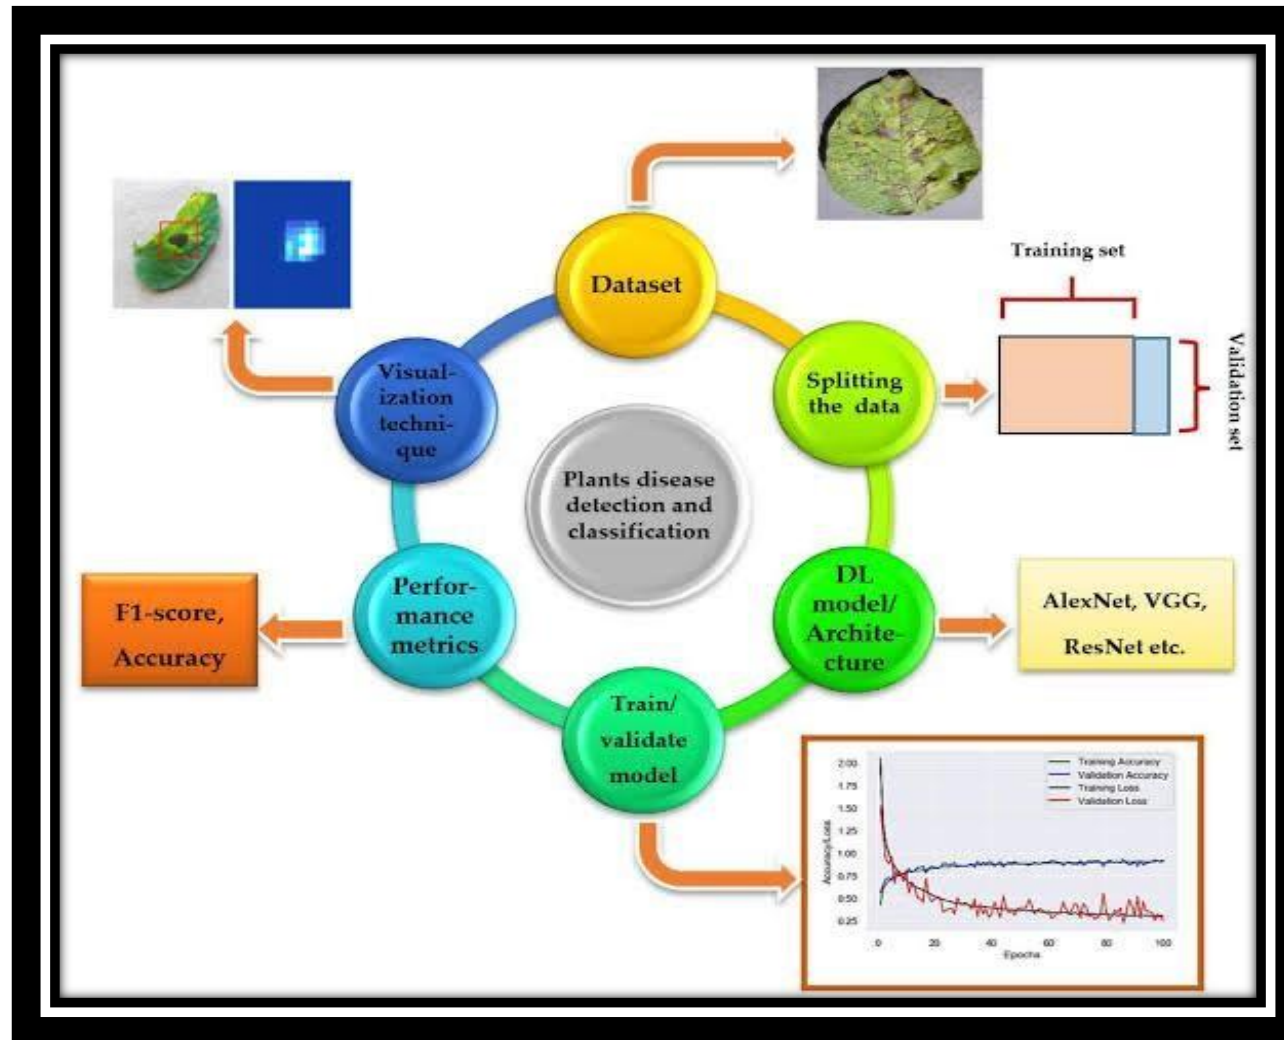 Dataset
Training set
Validation set
Splitting
the data
Visual-
ization
techni-
que
Plants disease
detection and
classification
DL
model/
Archite-
cture
AlexNet, VGG,
ResNet etc.
Perfor-
mance
metrics
F1-score,
Accuracy
Train/
validate
model
Training Accuracy
Validation Accuracy
Training Loss
Validation Loss
Accuracy/Loss
2.00
1.75
1.50
1.25
1.00
0.75
0.50
0.25
0 20 40 60 80 100
Epochs